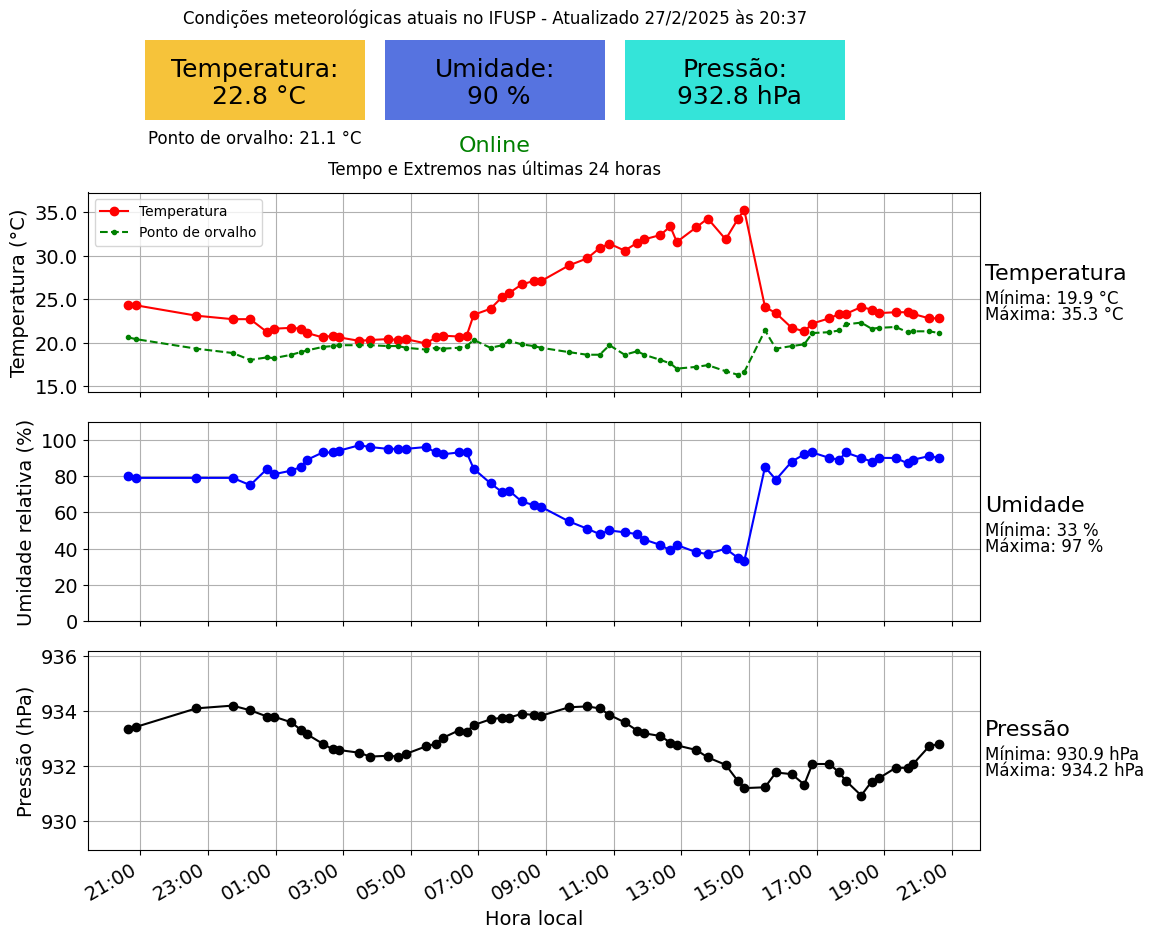 Condições meteorológicas atuais no IFUSP - Atualizado 27/2/2025 às 20:37
Temperatura:
22.8 °C
Umidade:
90 %
Pressão:
932.8 hPa
Ponto de orvalho: 21.1 °C
Online
Tempo e Extremos nas últimas 24 horas
Temperatura (°C)
35.0
30.0
25.0
20.0
15.0
Temperatura
Ponto de orvalho
Temperatura
Mínima: 19.9 °C
Máxima: 35.3 °C
Umidade relativa (%)
100
80
60
40
20
0
Umidade
Mínima: 33 %
Máxima: 97 %
Pressão (hPa)
936
934
932
930
Pressão
Mínima: 930.9 hPa
Máxima: 934.2 hPa
21:00
23:00
01:00
03:00
05:00
07:00
09:00
11:00
13:00
15:00
17:00
19:00
21:00
Hora local